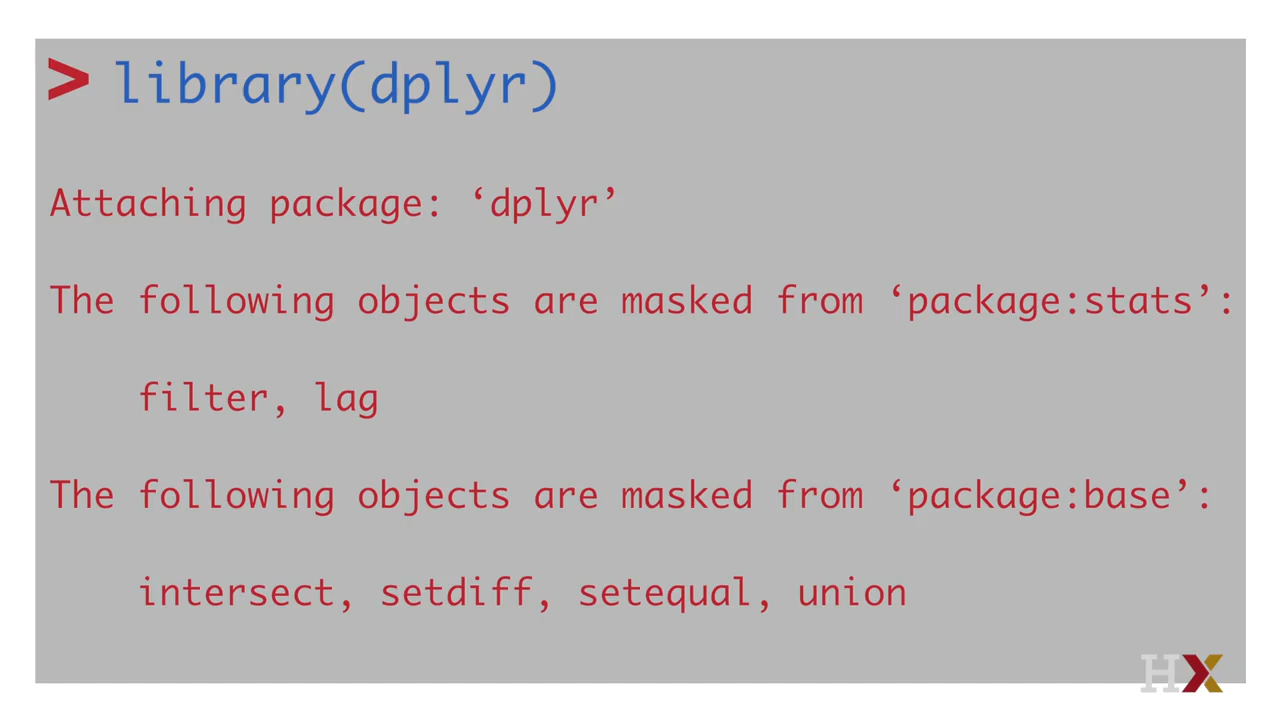 > library(dplyr)
Attaching package: ‘dplyr’
The following objects are masked from ‘package:stats’:
filter, lag
The following objects are masked from ‘package:base’:
intersect, setdiff, setequal, union
HX